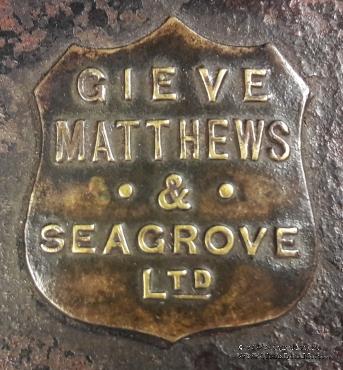 GIEVE
MATTHEWS
• & •
SEAGROVE
LTD